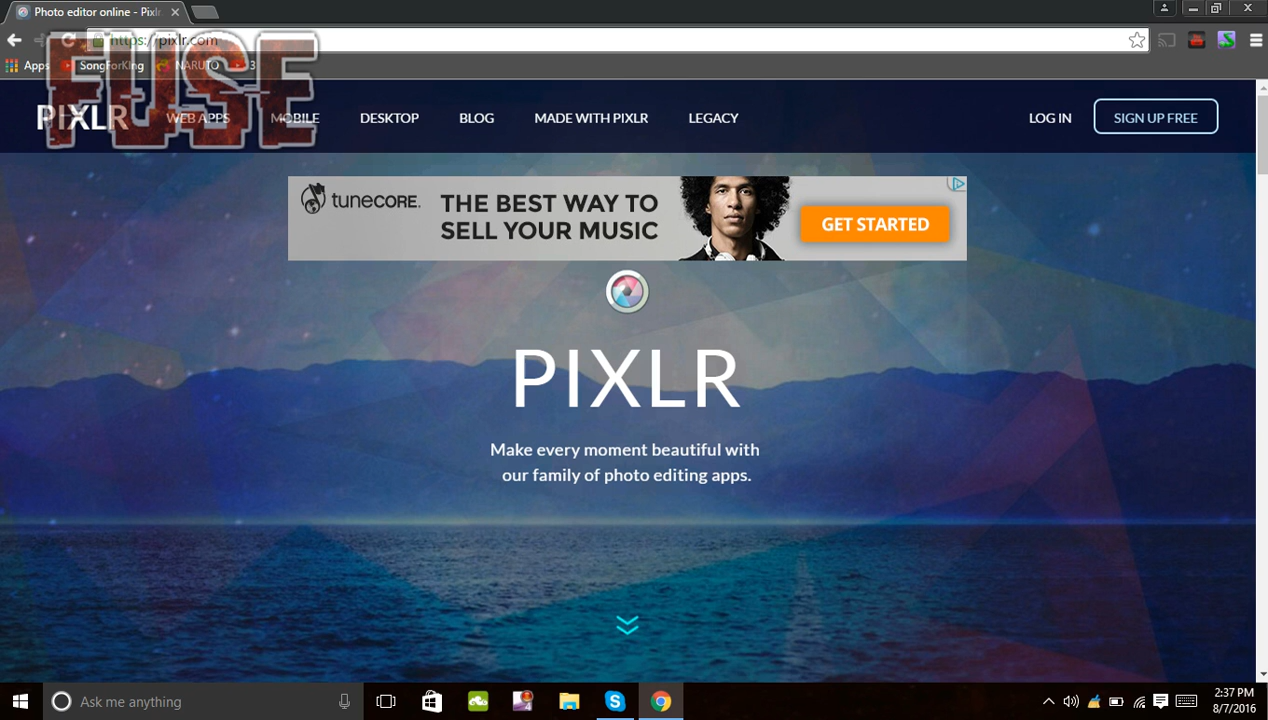 Photo editor online - Pixlr
https://pixlr.com
Apps SongForKing NARUTO 3
FUSE
PIXLR WEB APPS MOBILE DESKTOP BLOG MADE WITH PIXLR LEGACY LOG IN SIGN UP FREE
tunecore. THE BEST WAY TO
SELL YOUR MUSIC
GET STARTED
PIXLR
Make every moment beautiful with
our family of photo editing apps.
Ask me anything
2:37 PM
8/7/2016